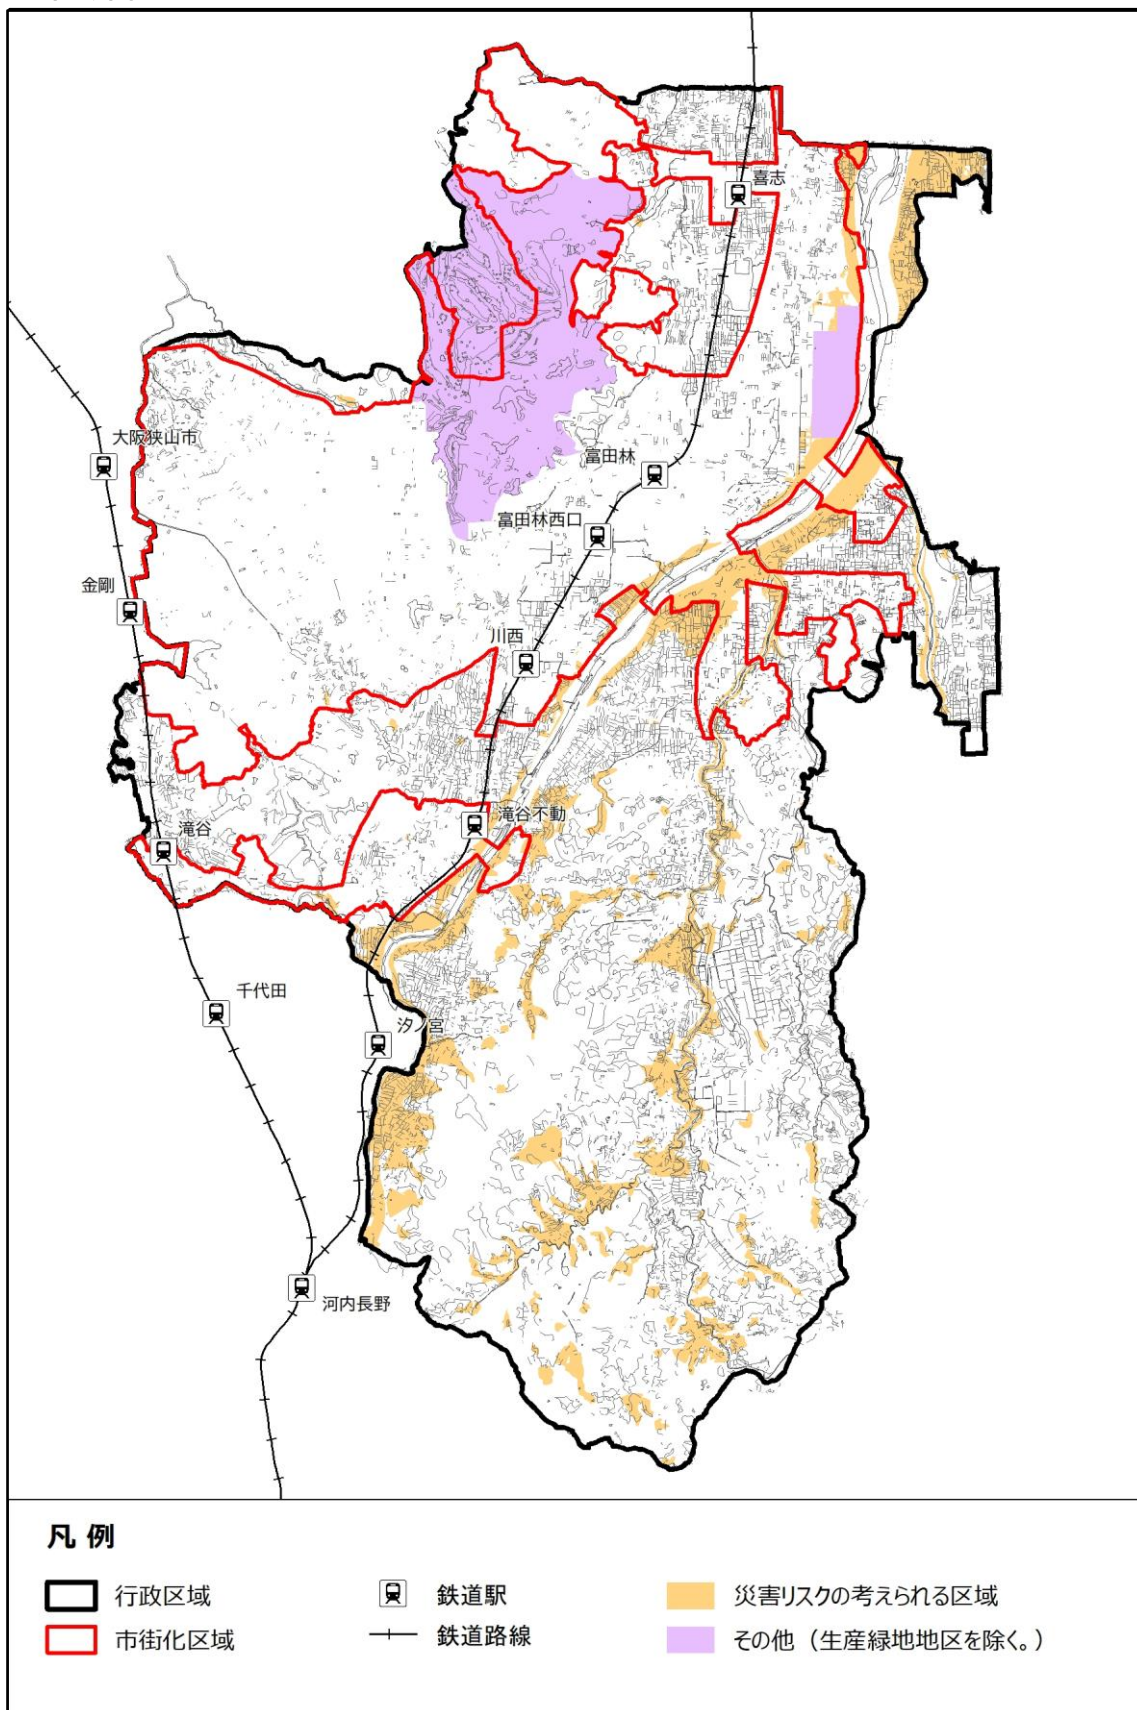 喜志
大阪狭山市
富田林
富田林西口
金剛
川西
滝谷不動
滝谷
千代田
汐ノ宮
河内長野
凡 例
行政区域
鉄道駅
災害リスクの考えられる区域
市街化区域
鉄道路線
その他（生産緑地地区を除く。）